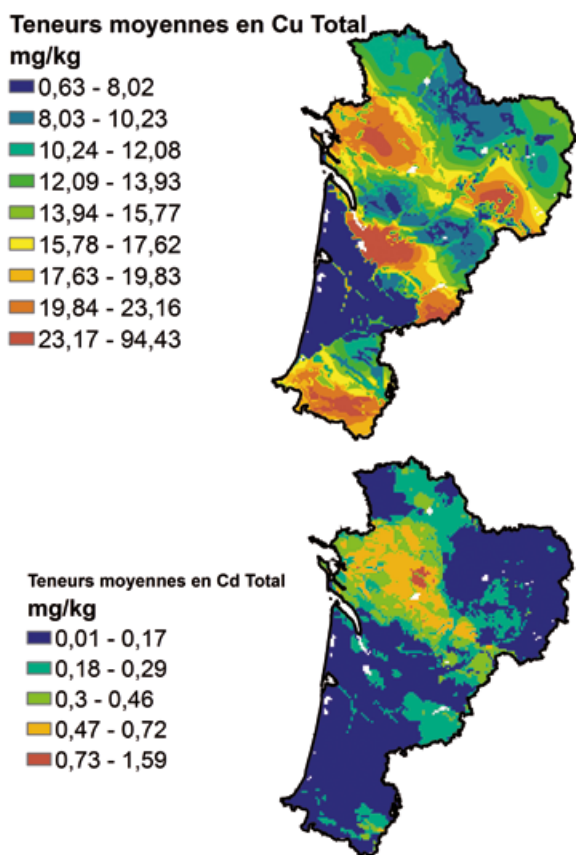 Teneurs moyennes en Cu Total
mg/kg
0,63 - 8,02
8,03 - 10,23
10,24 - 12,08
12,09 - 13,93
13,94 - 15,77
15,78 - 17,62
17,63 - 19,83
19,84 - 23,16
23,17 - 94,43
Teneurs moyennes en Cd Total
mg/kg
0,01 - 0,17
0,18 - 0,29
0,3 - 0,46
0,47 - 0,72
0,73 - 1,59